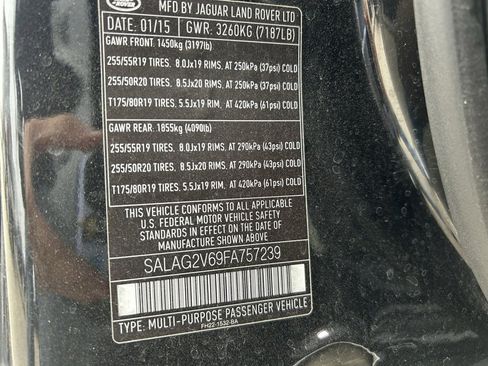 ROVER
MFD BY JAGUAR LAND ROVER LTD
DATE: 01/15 GWR: 3260KG (7187LB)
GAWR FRONT: 1450kg (3197lb)
255/55R19 TIRES. 8.0Jx19 RIMS. AT 250kPa (37psi) COLD
255/50R20 TIRES. 8.5Jx20 RIMS. AT 250kPa (37psi) COLD
T175/80R19 TIRES. 5.5Jx19 RIM, AT 420kPa (61psi) COLD
GAWR REAR: 1855kg (4090lb)
255/55R19 TIRES. 8.0Jx19 RIMS. AT 290kPa (43psi) COLD
255/50R20 TIRES. 8.5Jx20 RIMS. AT 290kPa (43psi) COLD
T175/80R19 TIRES. 5.5Jx19 RIM, AT 420kPa (61psi) COLD
THIS VEHICLE CONFORMS TO ALL APPLICABLE
U.S. FEDERAL MOTOR VEHICLE SAFETY
STANDARDS IN EFFECT ON THE DATE OF
MANUFACTURE SHOWN ABOVE.
SALAG2V69FA757239
TYPE: MULTI-PURPOSE PASSENGER VEHICLE
FH22-1532-BA